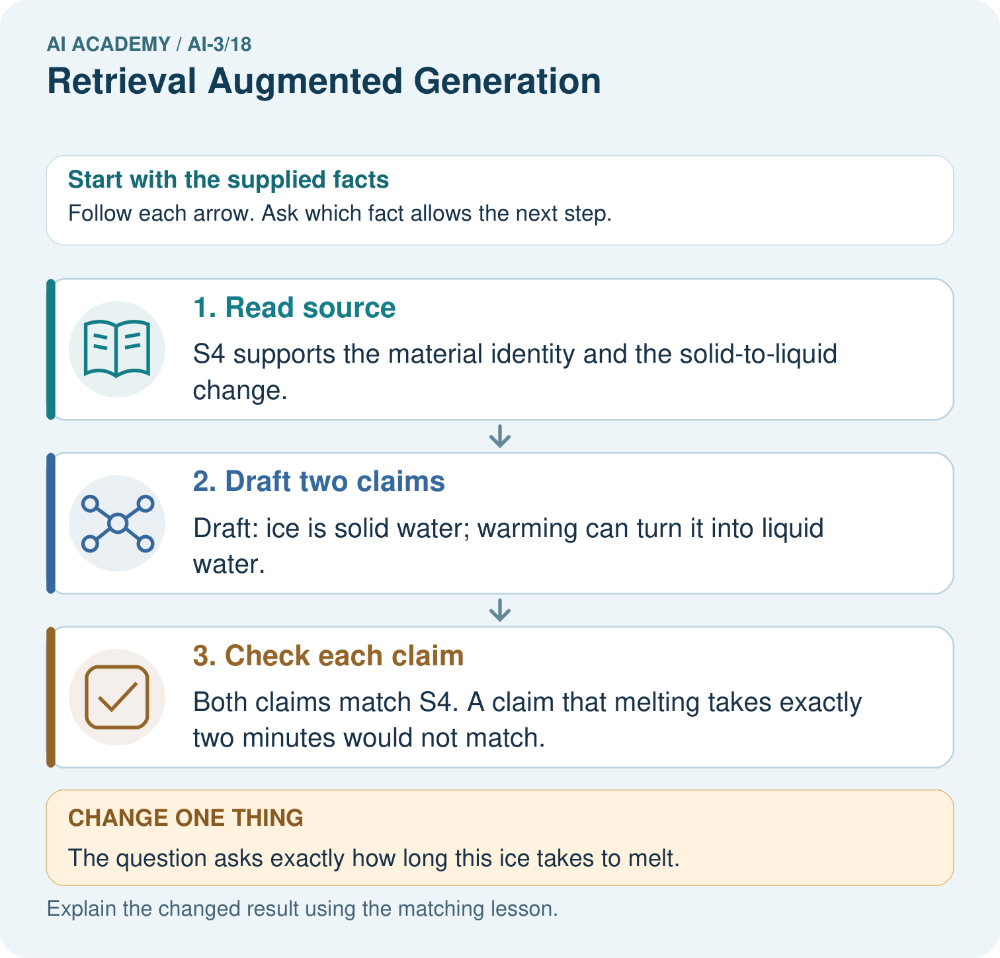 AI ACADEMY / AI-3/18
Retrieval Augmented Generation
Start with the supplied facts
Follow each arrow. Ask which fact allows the next step.
1. Read source
S4 supports the material identity and the solid-to-liquid
change.
2. Draft two claims
Draft: ice is solid water; warming can turn it into liquid
water.
3. Check each claim
Both claims match S4. A claim that melting takes exactly
two minutes would not match.
CHANGE ONE THING
The question asks exactly how long this ice takes to melt.
Explain the changed result using the matching lesson.